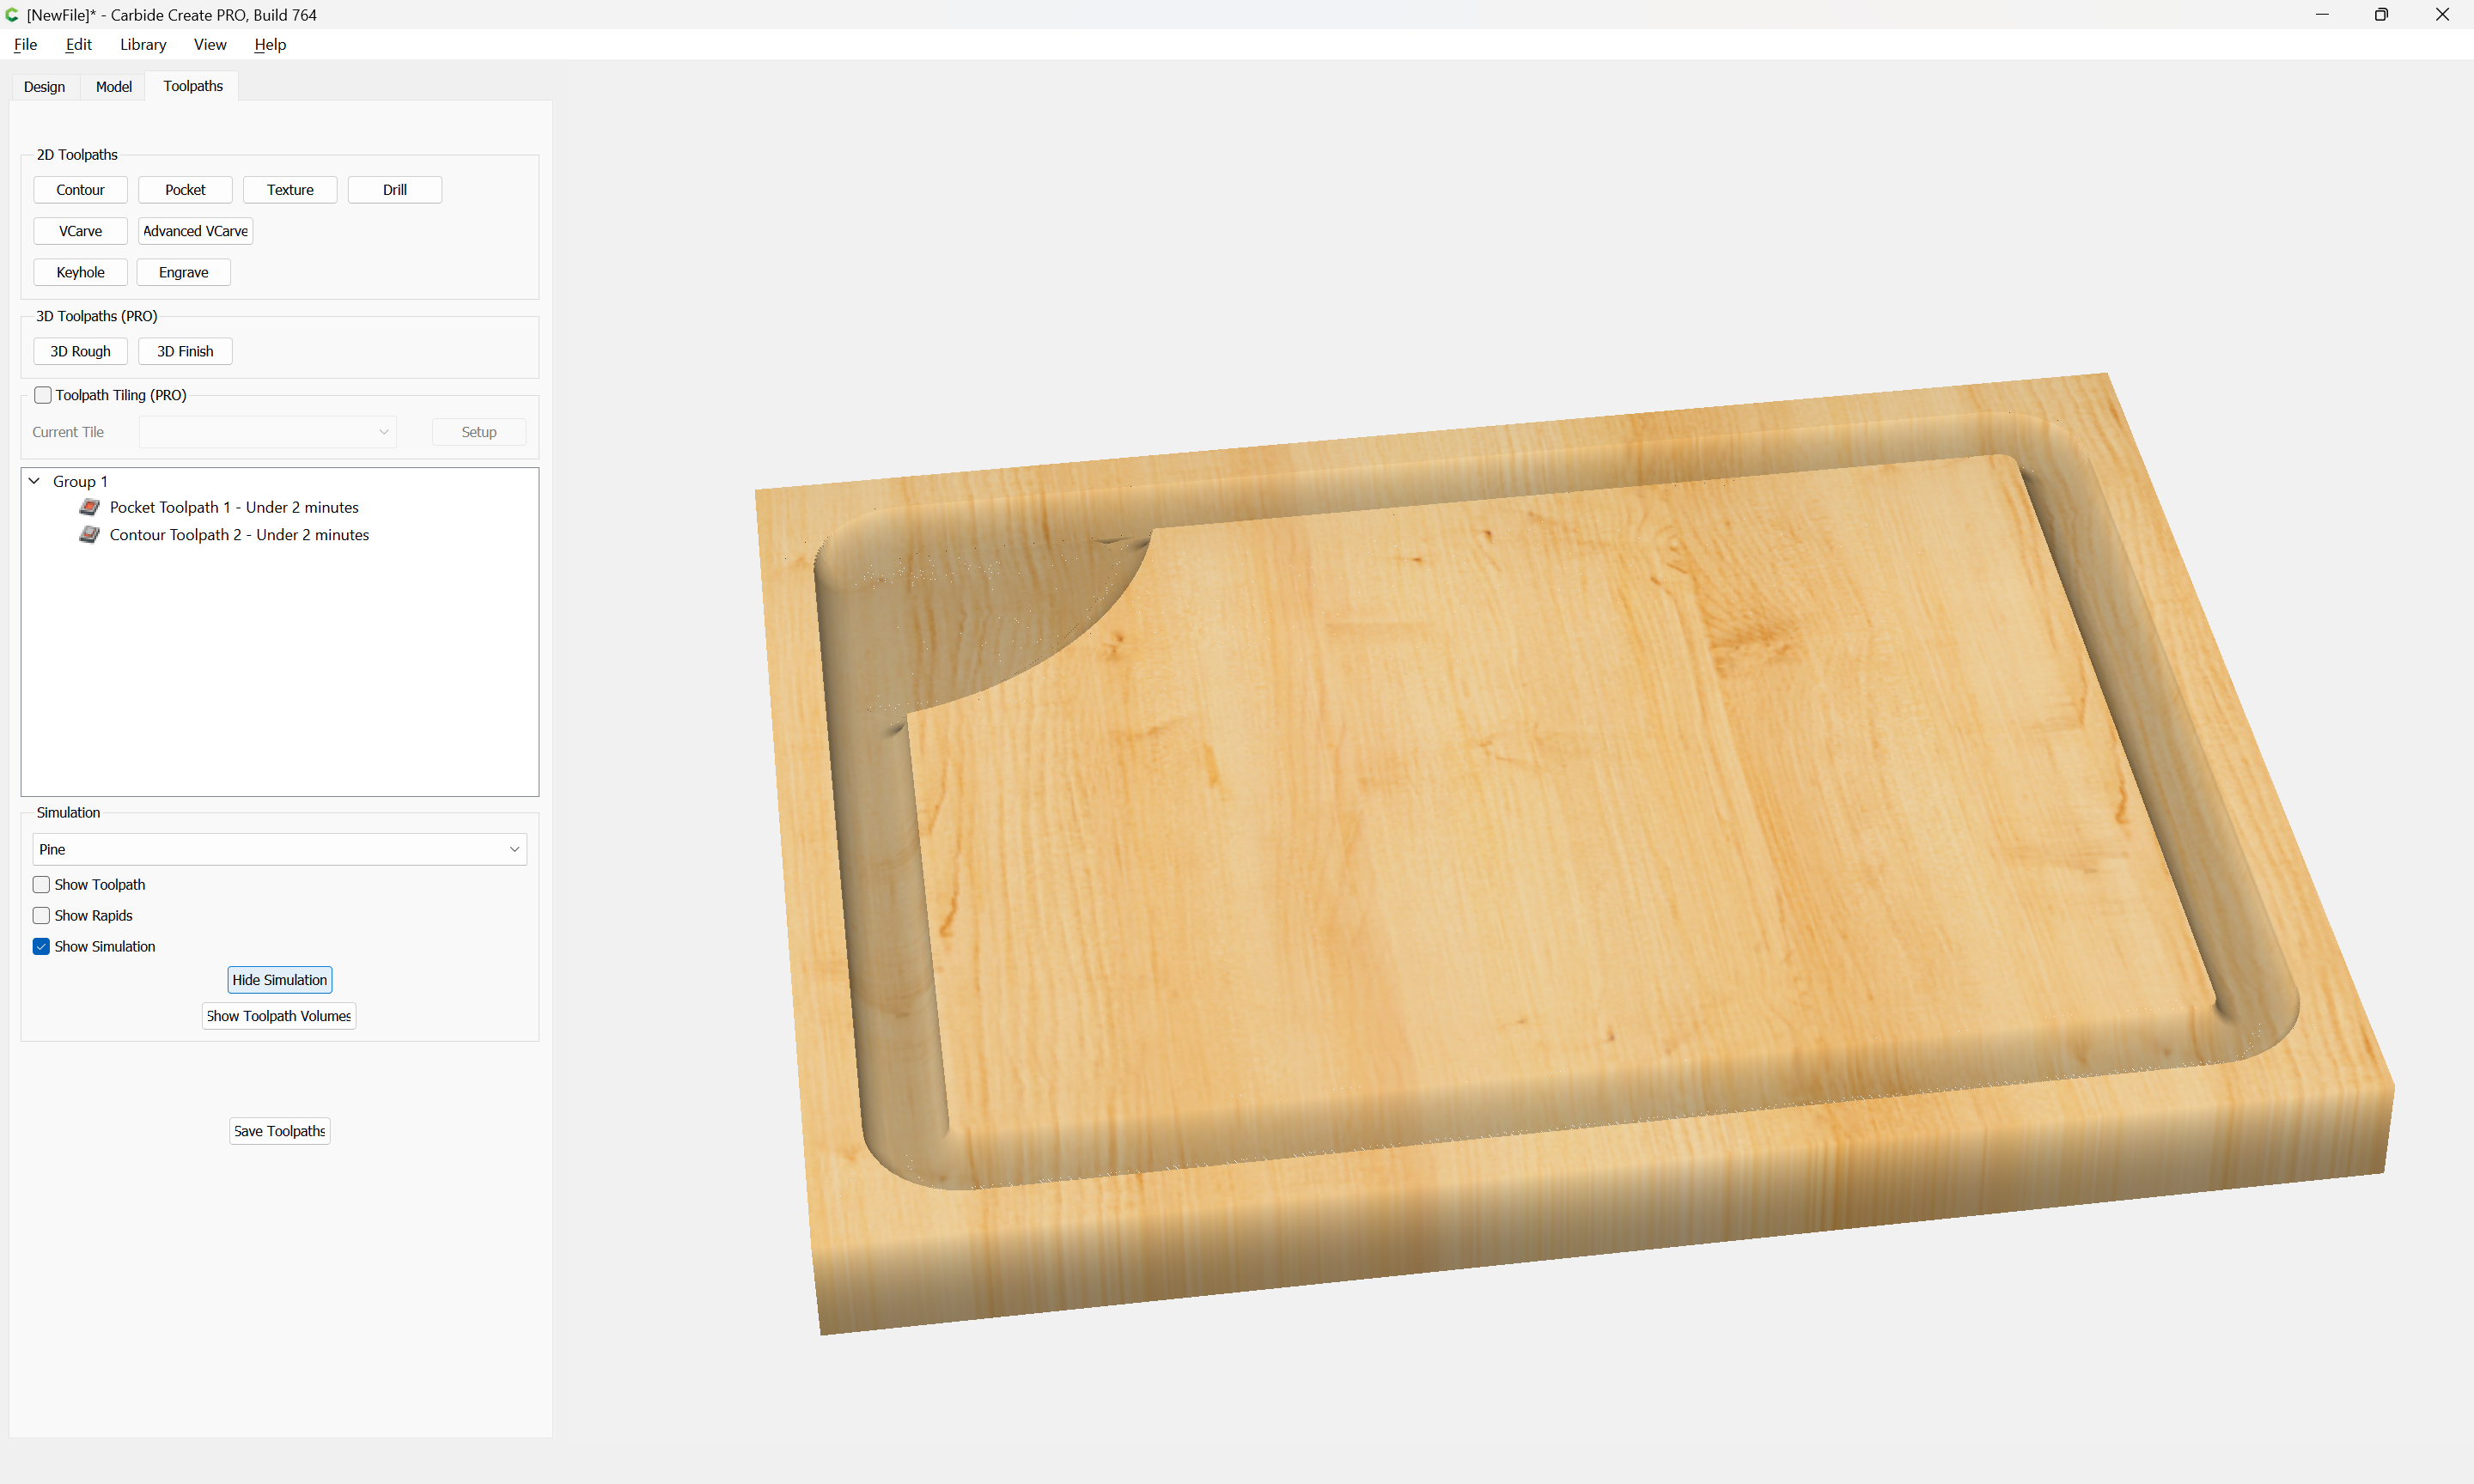 [NewFile]* - Carbide Create PRO, Build 764
File Edit Library View Help
Design Model Toolpaths
2D Toolpaths
Contour Pocket Texture Drill
VCarve Advanced VCarve
Keyhole Engrave
3D Toolpaths (PRO)
3D Rough 3D Finish
Toolpath Tiling (PRO)
Current Tile Setup
Group 1
Pocket Toolpath 1 - Under 2 minutes
Contour Toolpath 2 - Under 2 minutes
Simulation
Pine
Show Toolpath
Show Rapids
Show Simulation
Hide Simulation
Show Toolpath Volumes
Save Toolpaths